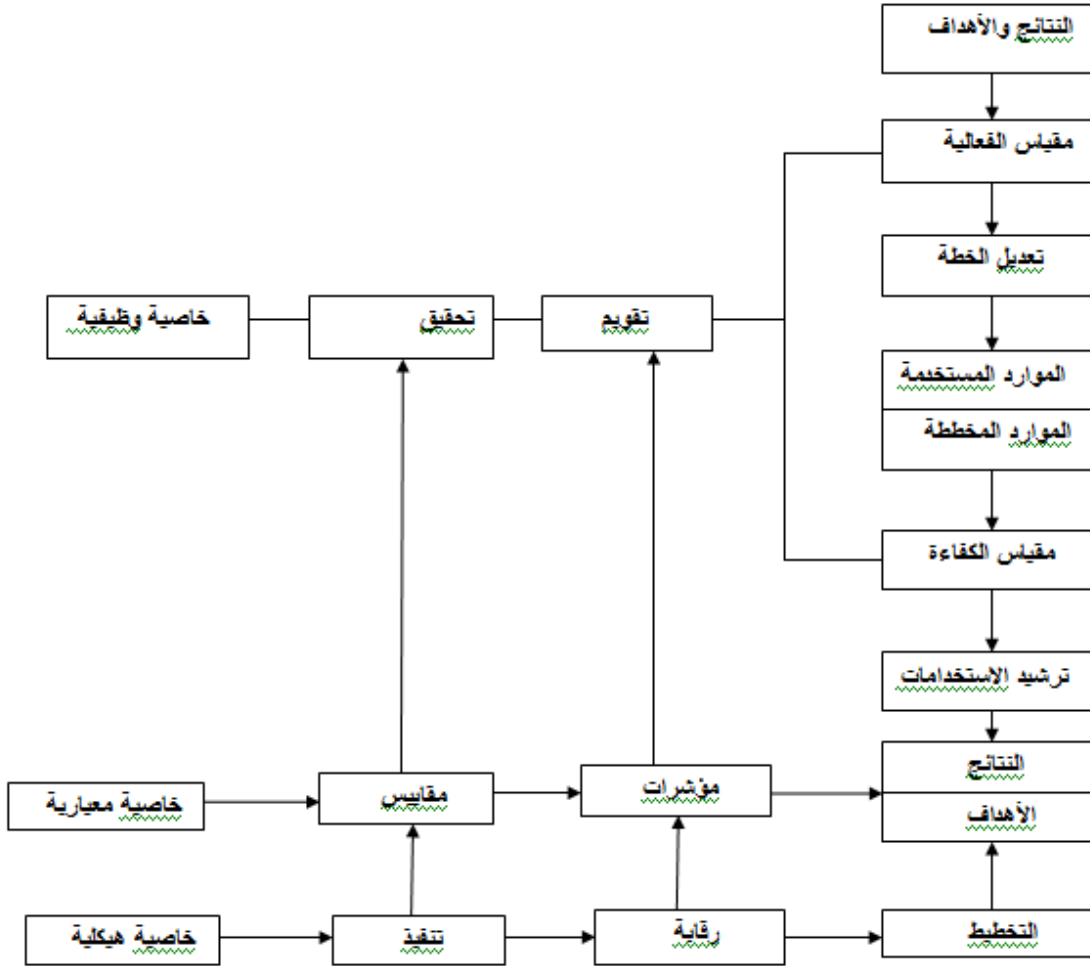 النتائج والأهداف
مقياس الفعالية
تعديل الخطة
خاصية وظيفية
تحقيق
تقويم
الموارد المستخدمة
الموارد المخططة
مقياس الكفاءة
ترشيد الاستخدامات
النتائج
الأهداف
مؤشرات
مقاييس
خاصية معيارية
التخطيط
رقابة
تنفيذ
خاصية هيكلية